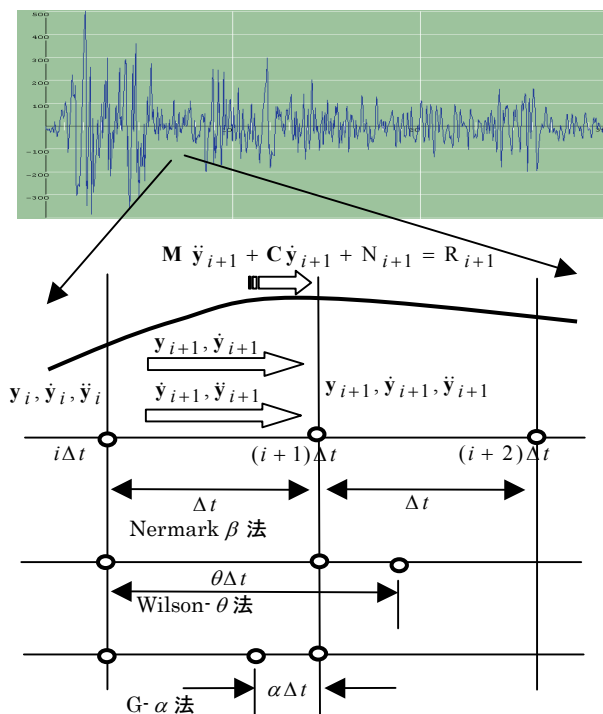 500
400
300
200
100
-100
-200
-300
M ÿ_{i+1} + C ẏ_{i+1} + N_{i+1} = R_{i+1}
y_{i+1}, ẏ_{i+1}
y_i, ẏ_i, ÿ_i
ẏ_{i+1}, ÿ_{i+1}
y_{i+1}, ẏ_{i+1}, ÿ_{i+1}
iΔt
(i+1)Δt
(i+2)Δt
Δt
Δt
Nermark β 法
θΔt
Wilson-θ 法
αΔt
G-α 法